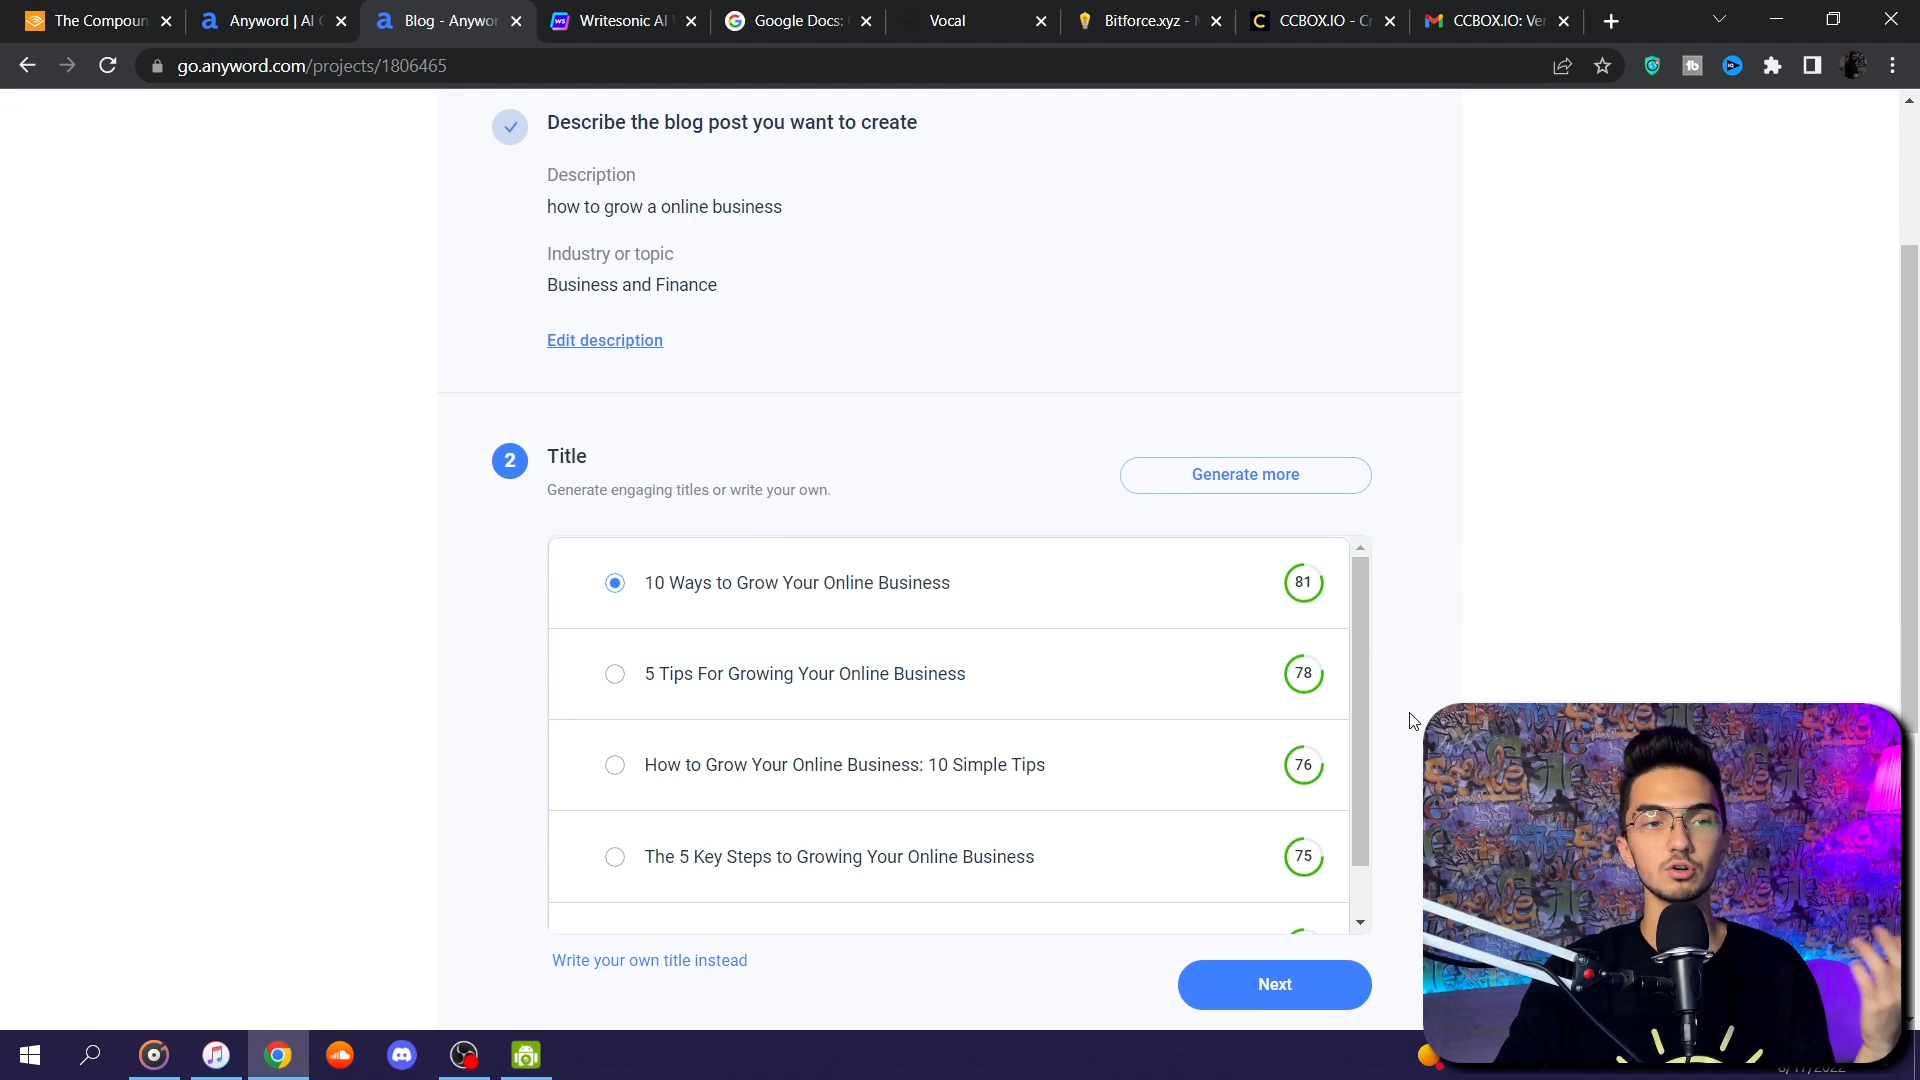 The Compoun
Anyword | AI
Blog - Anywor
Writesonic AI
Google Docs:
Vocal
Bitforce.xyz -
CCBOX.IO - Cr
CCBOX.IO: Ver
go.anyword.com/projects/1806465
Describe the blog post you want to create
Description
how to grow a online business
Industry or topic
Business and Finance
Edit description
2
Title
Generate more
Generate engaging titles or write your own.
10 Ways to Grow Your Online Business
81
5 Tips For Growing Your Online Business
78
How to Grow Your Online Business: 10 Simple Tips
76
The 5 Key Steps to Growing Your Online Business
75
Write your own title instead
Next